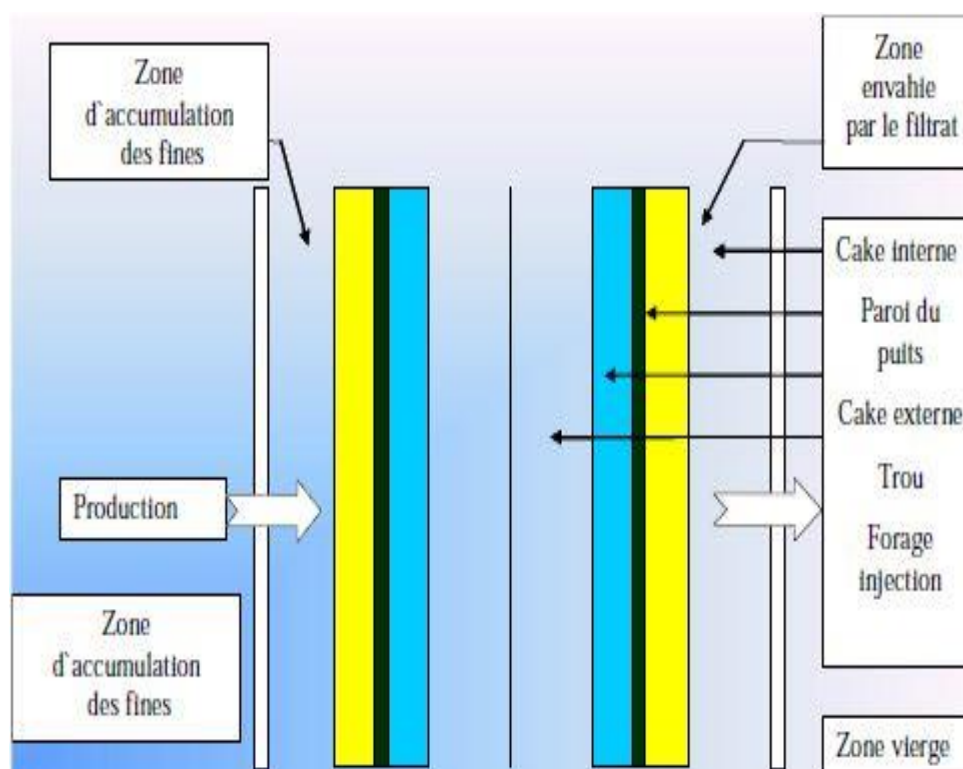 Zone
d`accumulation
des fines
Zone
envahie
par le filtrat
Cake interne
Paroi du
puits
Cake externe
Trou
Forage
injection
Production
Zone
d`accumulation
des fines
Zone vierge